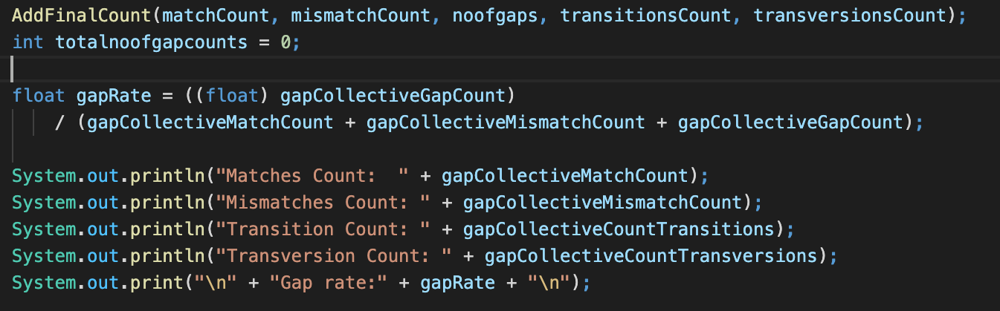 AddFinalCount(matchCount, mismatchCount, noofgaps, transitionsCount, transversionsCount);
int totalnoofgapcounts = 0;
float gapRate = ((float) gapCollectiveGapCount)
/ (gapCollectiveMatchCount + gapCollectiveMismatchCount + gapCollectiveGapCount);
System.out.println("Matches Count:  " + gapCollectiveMatchCount);
System.out.println("Mismatches Count: " + gapCollectiveMismatchCount);
System.out.println("Transition Count: " + gapCollectiveCountTransitions);
System.out.println("Transversion Count: " + gapCollectiveCountTransversions);
System.out.print("\n" + "Gap rate:" + gapRate + "\n");